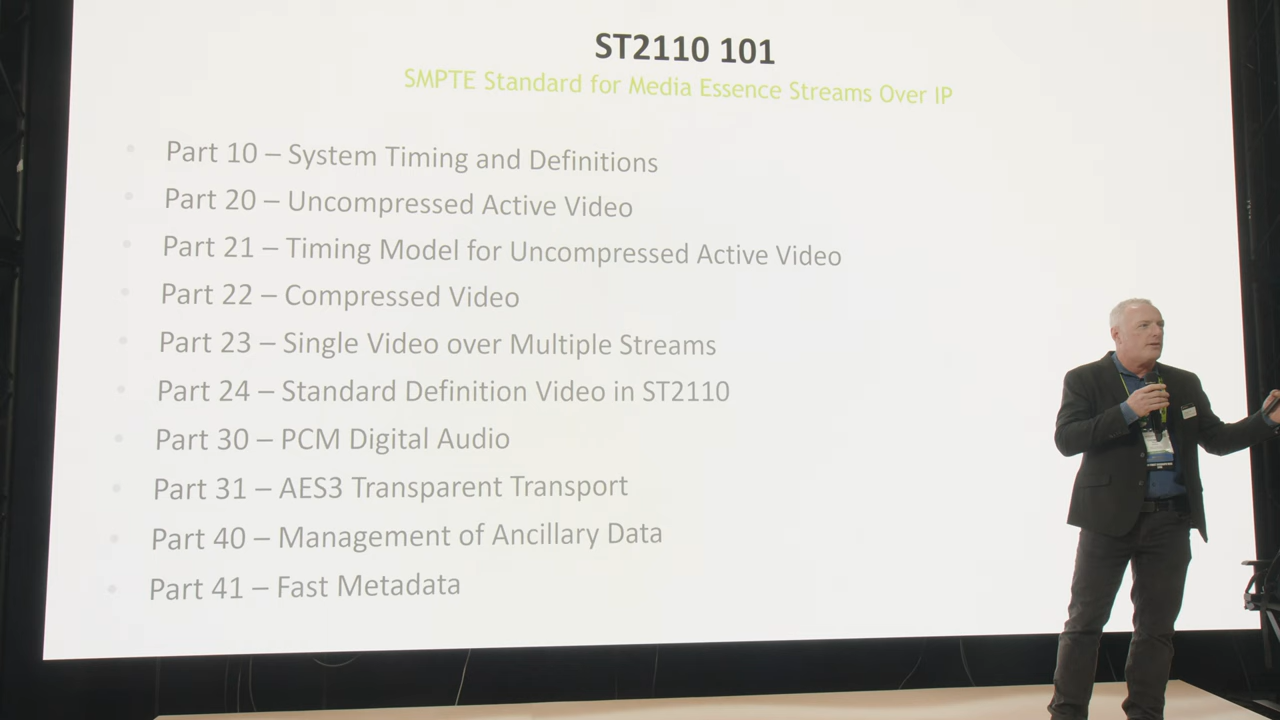 ST2110 101
SMPTE Standard for Media Essence Streams Over IP
Part 10 – System Timing and Definitions
Part 20 – Uncompressed Active Video
Part 21 – Timing Model for Uncompressed Active Video
Part 22 – Compressed Video
Part 23 – Single Video over Multiple Streams
Part 24 – Standard Definition Video in ST2110
Part 30 – PCM Digital Audio
Part 31 – AES3 Transparent Transport
Part 40 – Management of Ancillary Data
Part 41 – Fast Metadata